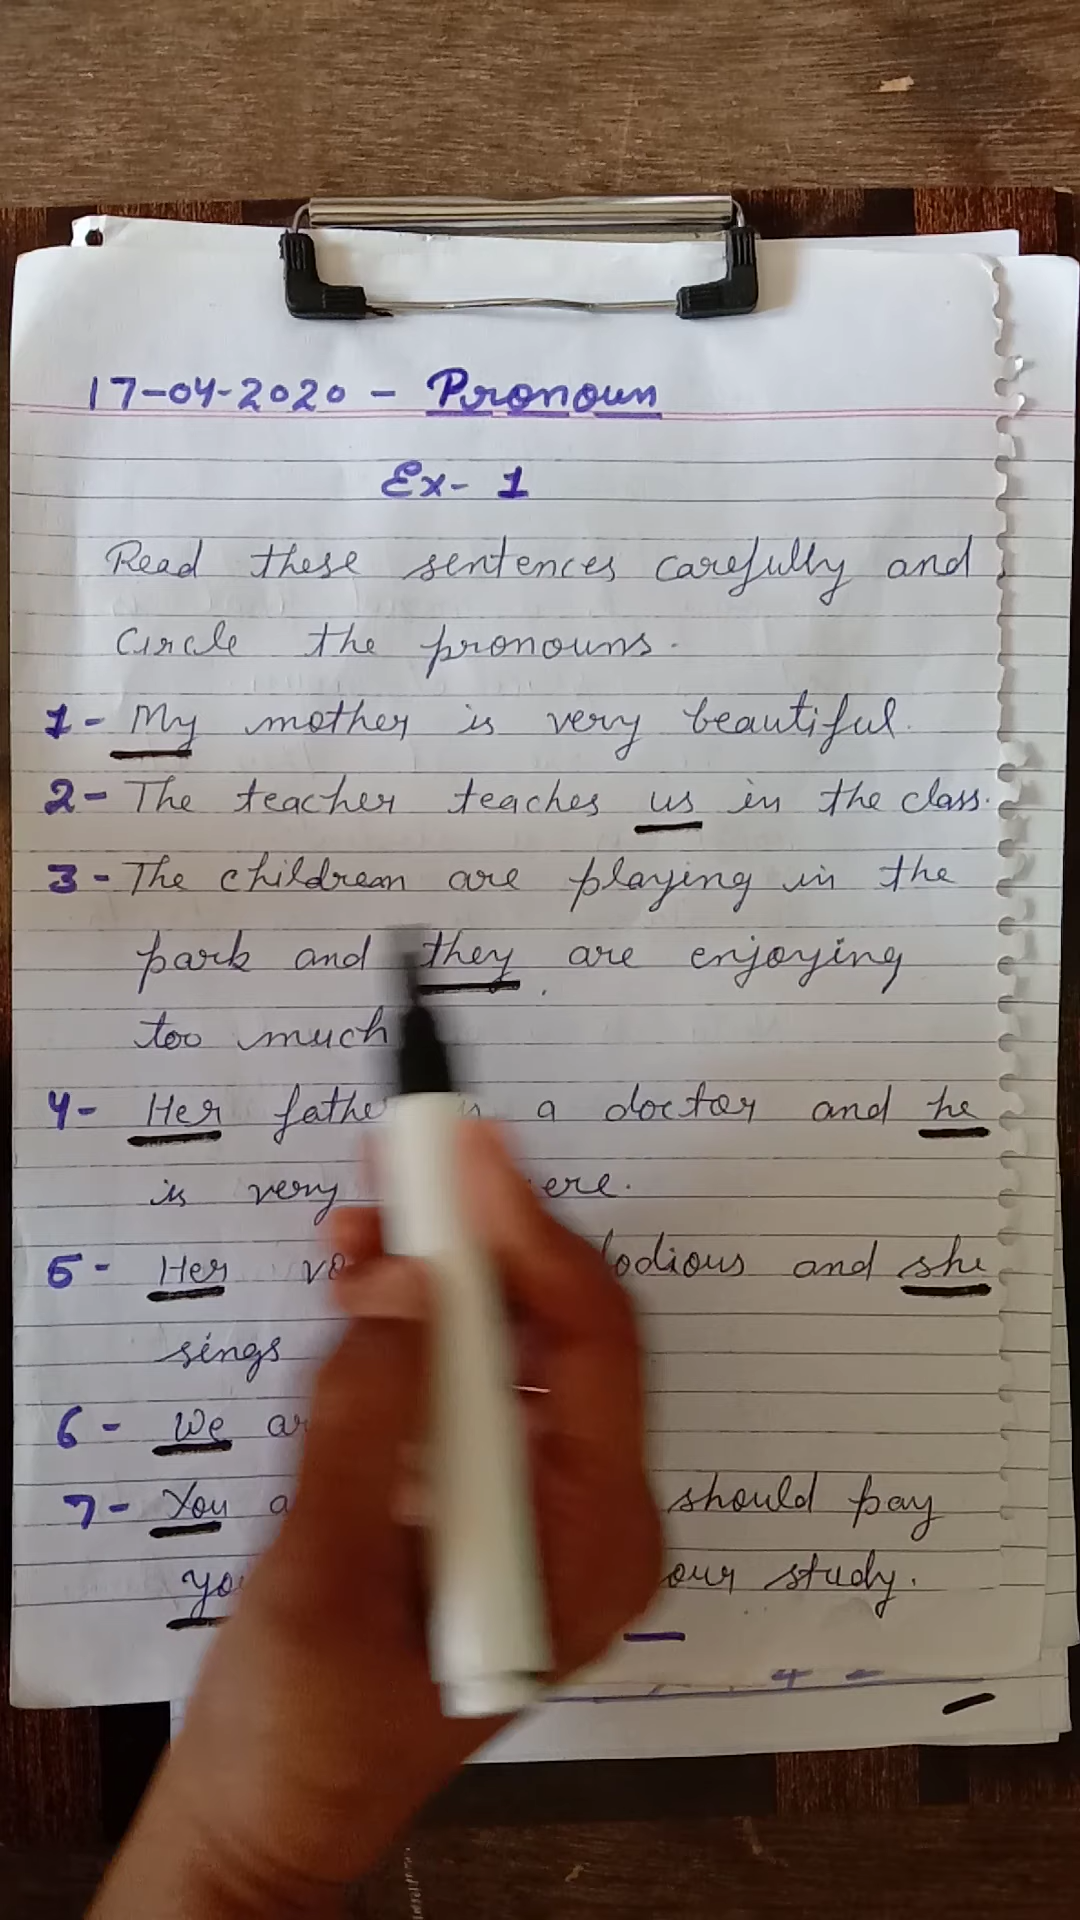 17-04-2020 - Pronoun
Ex- 1
Read these sentences carefully and
circle the pronouns.
1- My mother is very beautiful.
2- The teacher teaches us in the class.
3- The children are playing in the
park and they are enjoying
too much
4- Her father is a doctor and he
is very
5- Her and she
sings
6- We
7- You should pay
study.